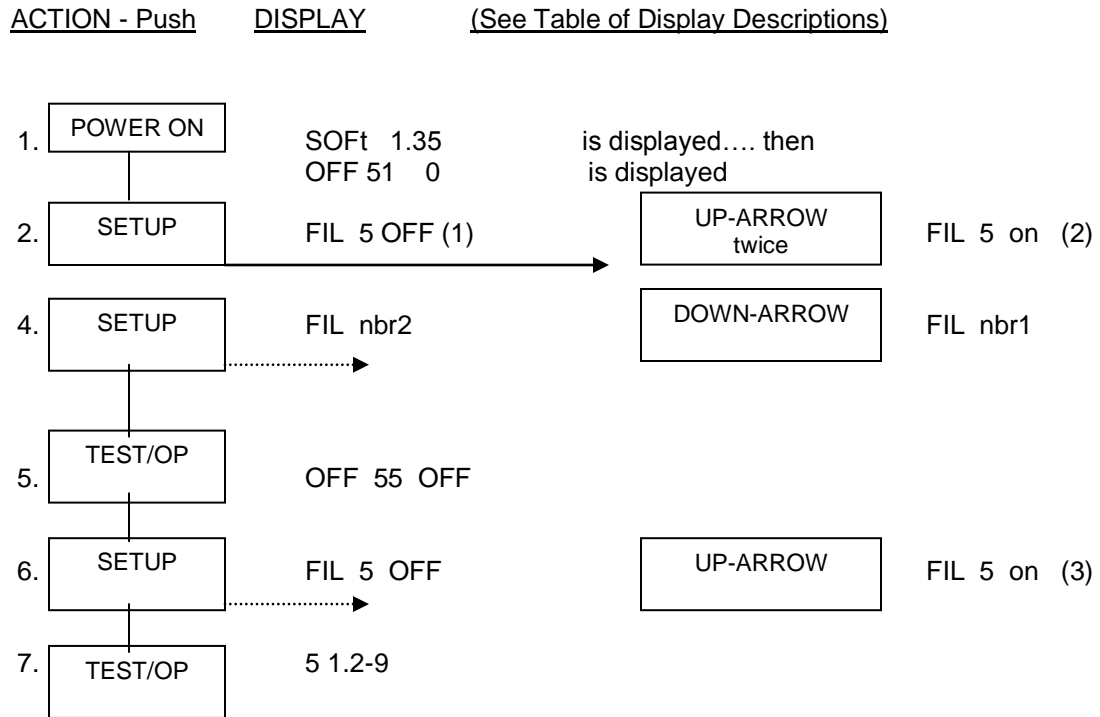 ACTION - Push DISPLAY (See Table of Display Descriptions)
1. POWER ON SOFt 1.35 is displayed…. then
OFF 51 0 is displayed
2. SETUP FIL 5 OFF (1) UP-ARROW FIL 5 on (2)
twice
4. SETUP FIL nbr2 DOWN-ARROW FIL nbr1
5. TEST/OP OFF 55 OFF
6. SETUP FIL 5 OFF UP-ARROW FIL 5 on (3)
7. TEST/OP 5 1.2-9